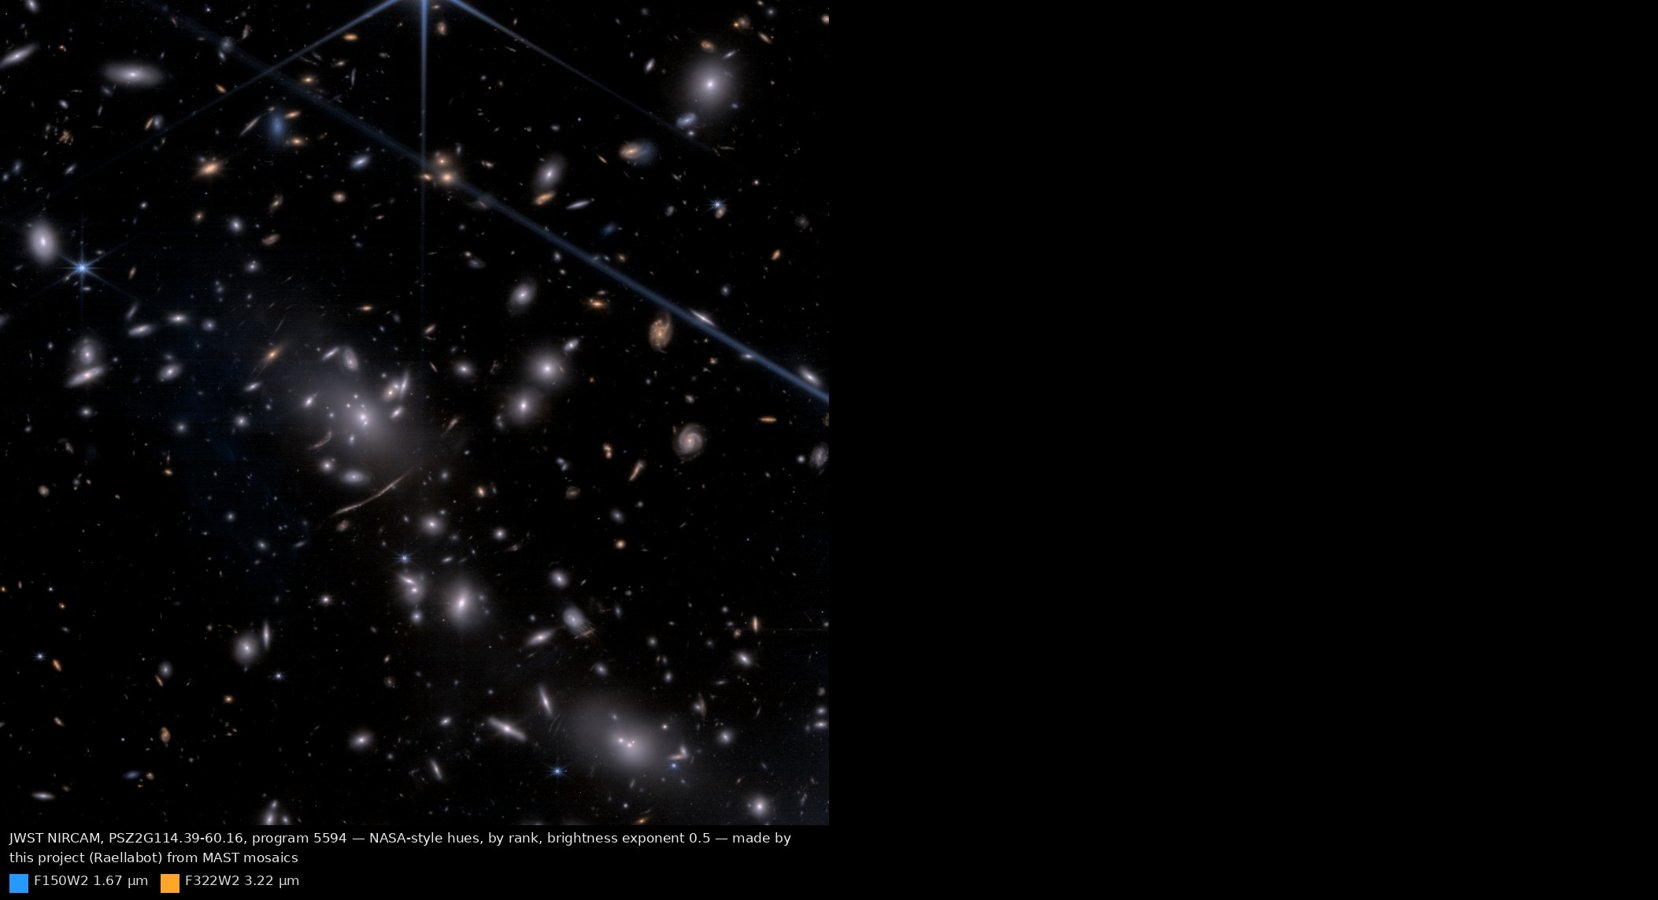 JWST NIRCAM, PSZ2G114.39-60.16, program 5594 — NASA-style hues, by rank, brightness exponent 0.5 — made by
this project (Raellabot) from MAST mosaics
F150W2 1.67 µm F322W2 3.22 µm